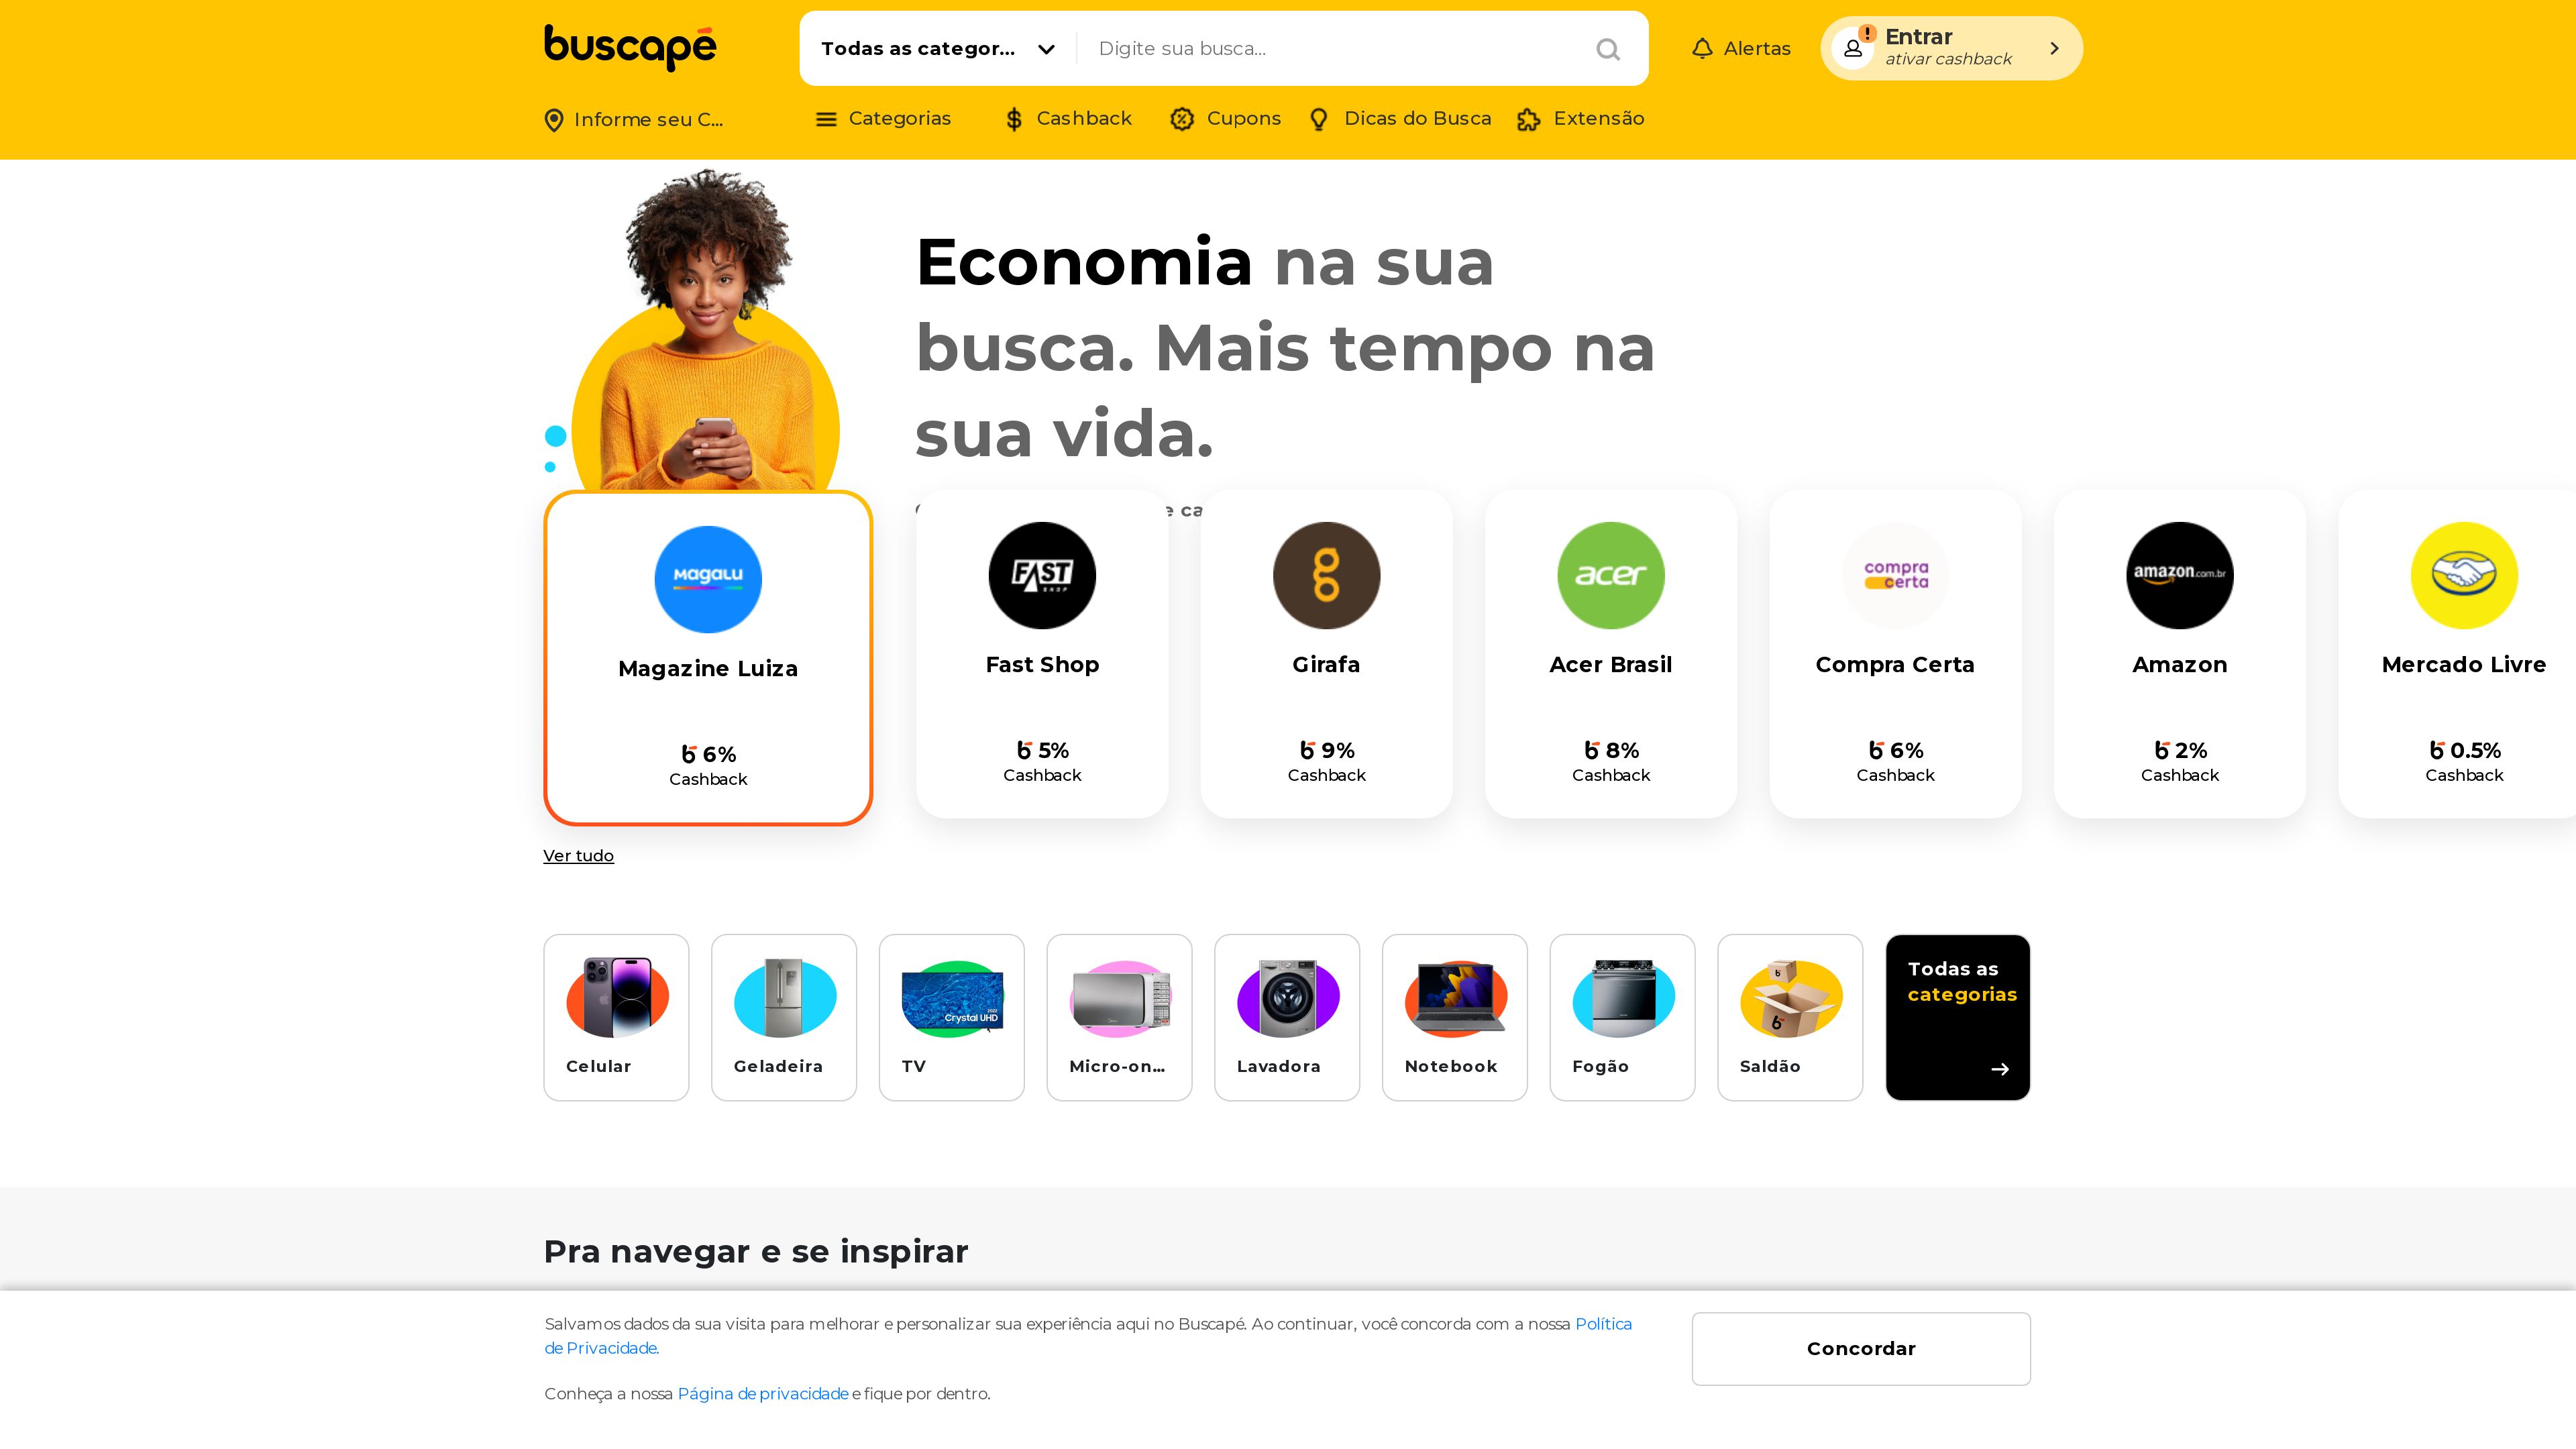 buscapé
Todas as categor...
Digite sua busca...
Alertas
Entrar
ativar cashback
Informe seu C...
Categorias
Cashback
Cupons
Dicas do Busca
Extensão
Economia na sua
busca. Mais tempo na
sua vida.
Magalu
Magazine Luiza
6%
Cashback
FAST
SHOP
Fast Shop
5%
Cashback
Girafa
9%
Cashback
acer
Acer Brasil
8%
Cashback
compra
certa
Compra Certa
6%
Cashback
amazon.com.br
Amazon
2%
Cashback
Mercado Livre
0.5%
Cashback
Ver tudo
Celular
Geladeira
Crystal UHD
TV
Micro-on...
Lavadora
Notebook
Fogão
Saldão
Todas as
categorias
Pra navegar e se inspirar
Salvamos dados da sua visita para melhorar e personalizar sua experiência aqui no Buscapé. Ao continuar, você concorda com a nossa Política
de Privacidade.
Concordar
Conheça a nossa Página de privacidade e fique por dentro.